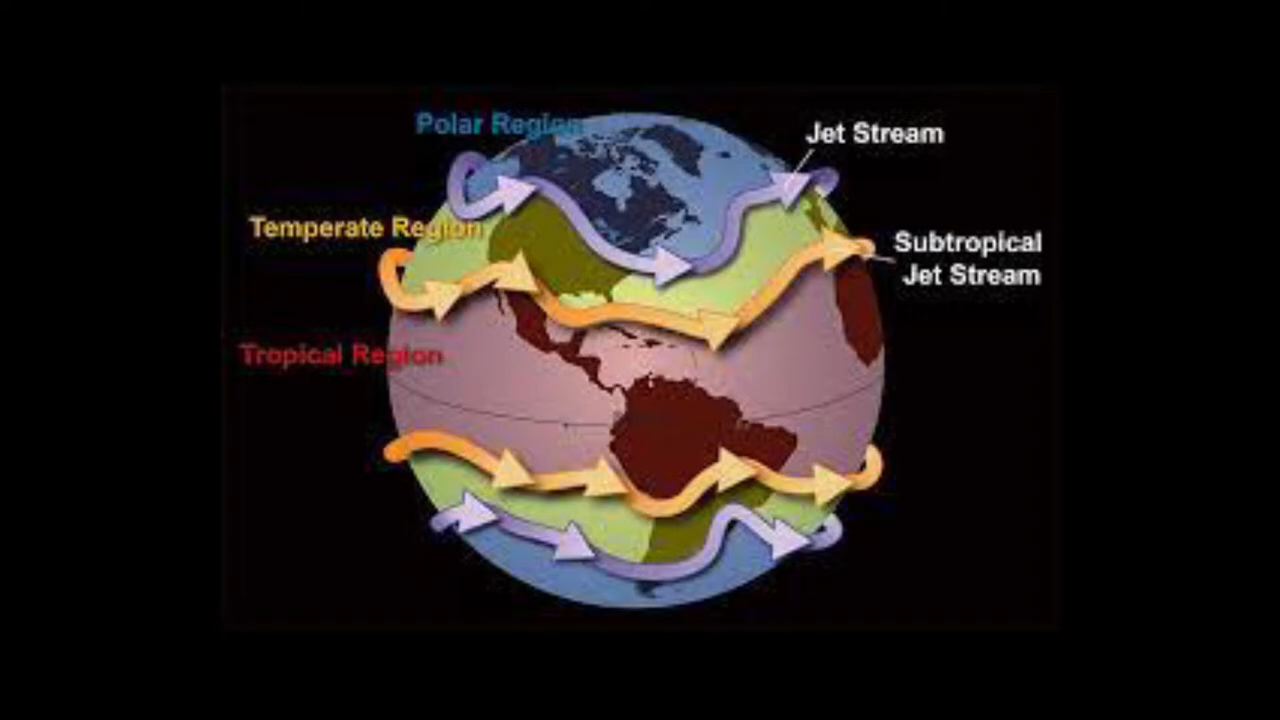 Polar Region
Jet Stream
Temperate Region
Subtropical
Jet Stream
Tropical Region